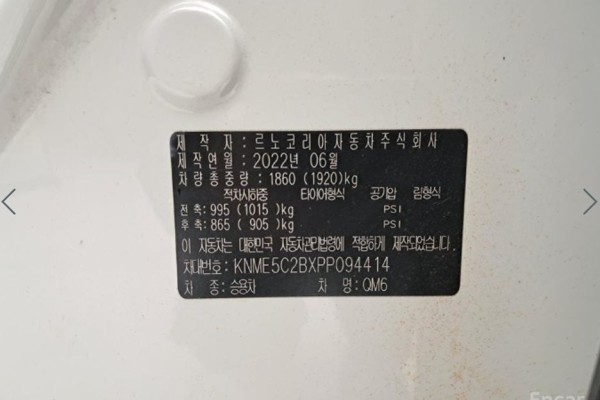 제 작 자 : 르노코리아자동차주식회사
제작연월 : 2022년 06월
차량총중량 : 1860 (1920)kg
적차시하중 타이어형식 공기압 림형식
전 축: 995 (1015)kg PSI
후 축: 865 ( 905)kg PSI
이 자동차는 대한민국 자동차관리법령에 적합하게 제작되었습니다.
차대번호: KNME5C2BXPP094414
차 종: 승용차 차 명: QM6
Encar